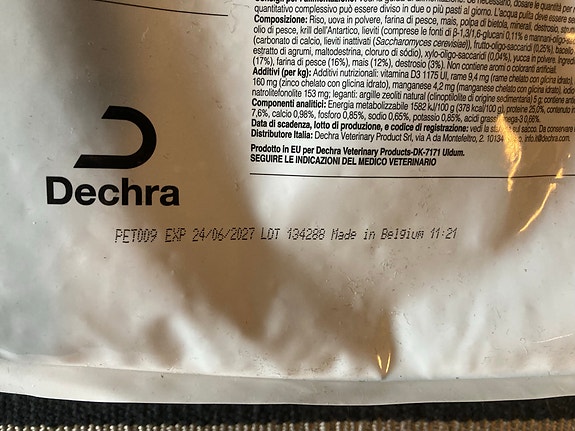 quantitativo complessivo può essere diviso in due o più pasti al giorno. L'acqua pulita deve essere
Composizione: Riso, uova in polvere, farina di pesce, mais, polpa di bietola, minerali, destrosio,
olio di pesce, krill dell'Antartico, lieviti (comprese le fonti di β-1,3/1,6-glucani 0,11% e mannani-oligo
(carbonato di calcio, lieviti inattivati (Saccharomyces cerevisiae)), frutto-oligo-saccaridi (0,25%),
estratto di agrumi, maltodestrina, cloruro di sodio), xylo-oligo-saccaridi (0,04%), yucca in polvere.
(17%), farina di pesce (16%), mais (12%), destrosio (3%). Non contiene aromi o coloranti artificiali.
Additivi (per kg): Additivi nutrizionali: vitamina D3 1175 UI, rame 9,4 mg (rame chelato con glicina idrato),
160 mg (zinco chelato con glicina idrato), manganese 4,2 mg (manganese chelato con glicina idrato),
natrolitefonolite 153 mg; leganti: argille zeoliti naturali (clinoptilolite di origine sedimentaria) 5 g;
Componenti analitici: Energia metabolizzabile 1582 kJ/100 g (378 kcal/100 g), proteine 25,0%,
7,6%, calcio 0,98%, fosforo 0,85%, sodio 0,65%, potassio 0,85%, acidi grassi omega-3 0,66%.
Data di scadenza, lotto di produzione, e codice di registrazione: vedi la stampa sul sacco. Da conservare
Distributore Italia: Dechra Veterinary Product Srl, via A da Montefeltro, 2. 10134 info.it@dechra.com.
Prodotto in EU per Dechra Veterinary Products-DK-7171 Uldum.
SEGUIRE LE INDICAZIONI DEL MEDICO VETERINARIO
Dechra
PET009 EXP 24/06/2027 LOT 134288 Made in Belgium 11:21